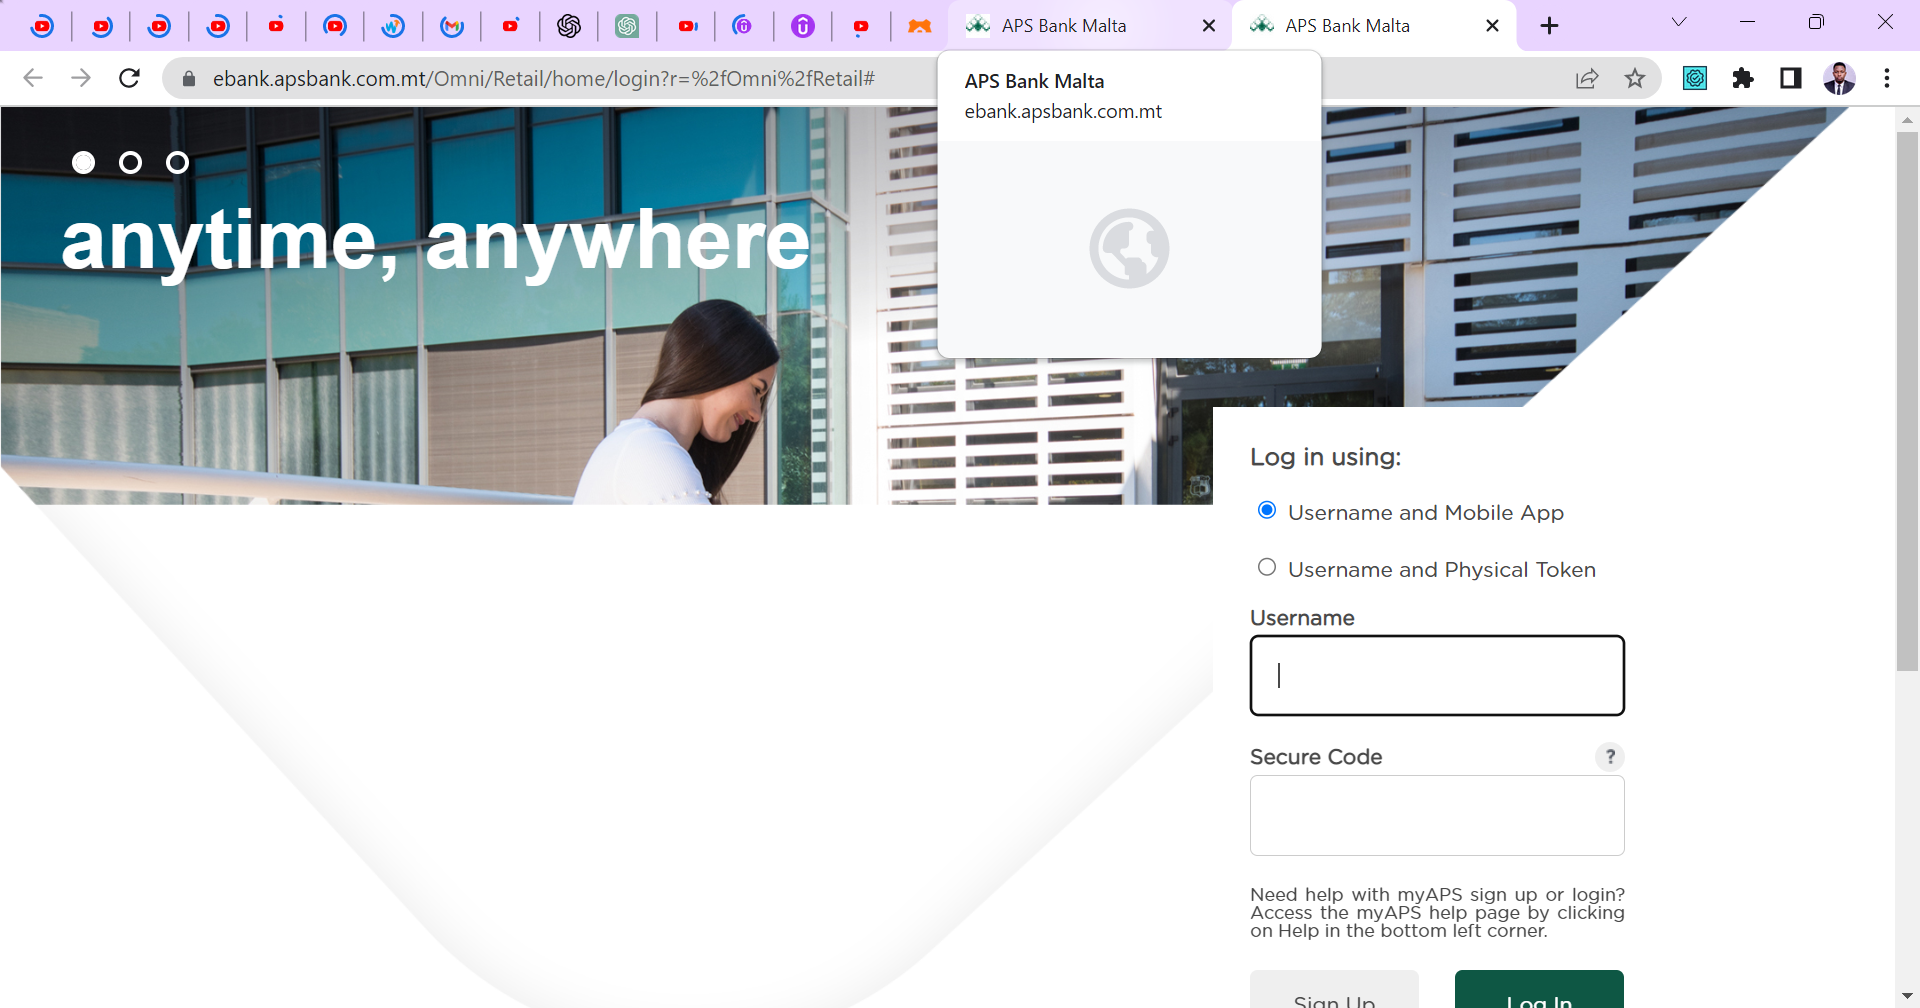 APS Bank Malta
APS Bank Malta
ebank.apsbank.com.mt/Omni/Retail/home/login?r=%2fOmni%2fRetail#
APS Bank Malta
ebank.apsbank.com.mt
anytime, anywhere
Log in using:
Username and Mobile App
Username and Physical Token
Username
Secure Code
?
Need help with myAPS sign up or login?
Access the myAPS help page by clicking
on Help in the bottom left corner.
Sign Up
Log In